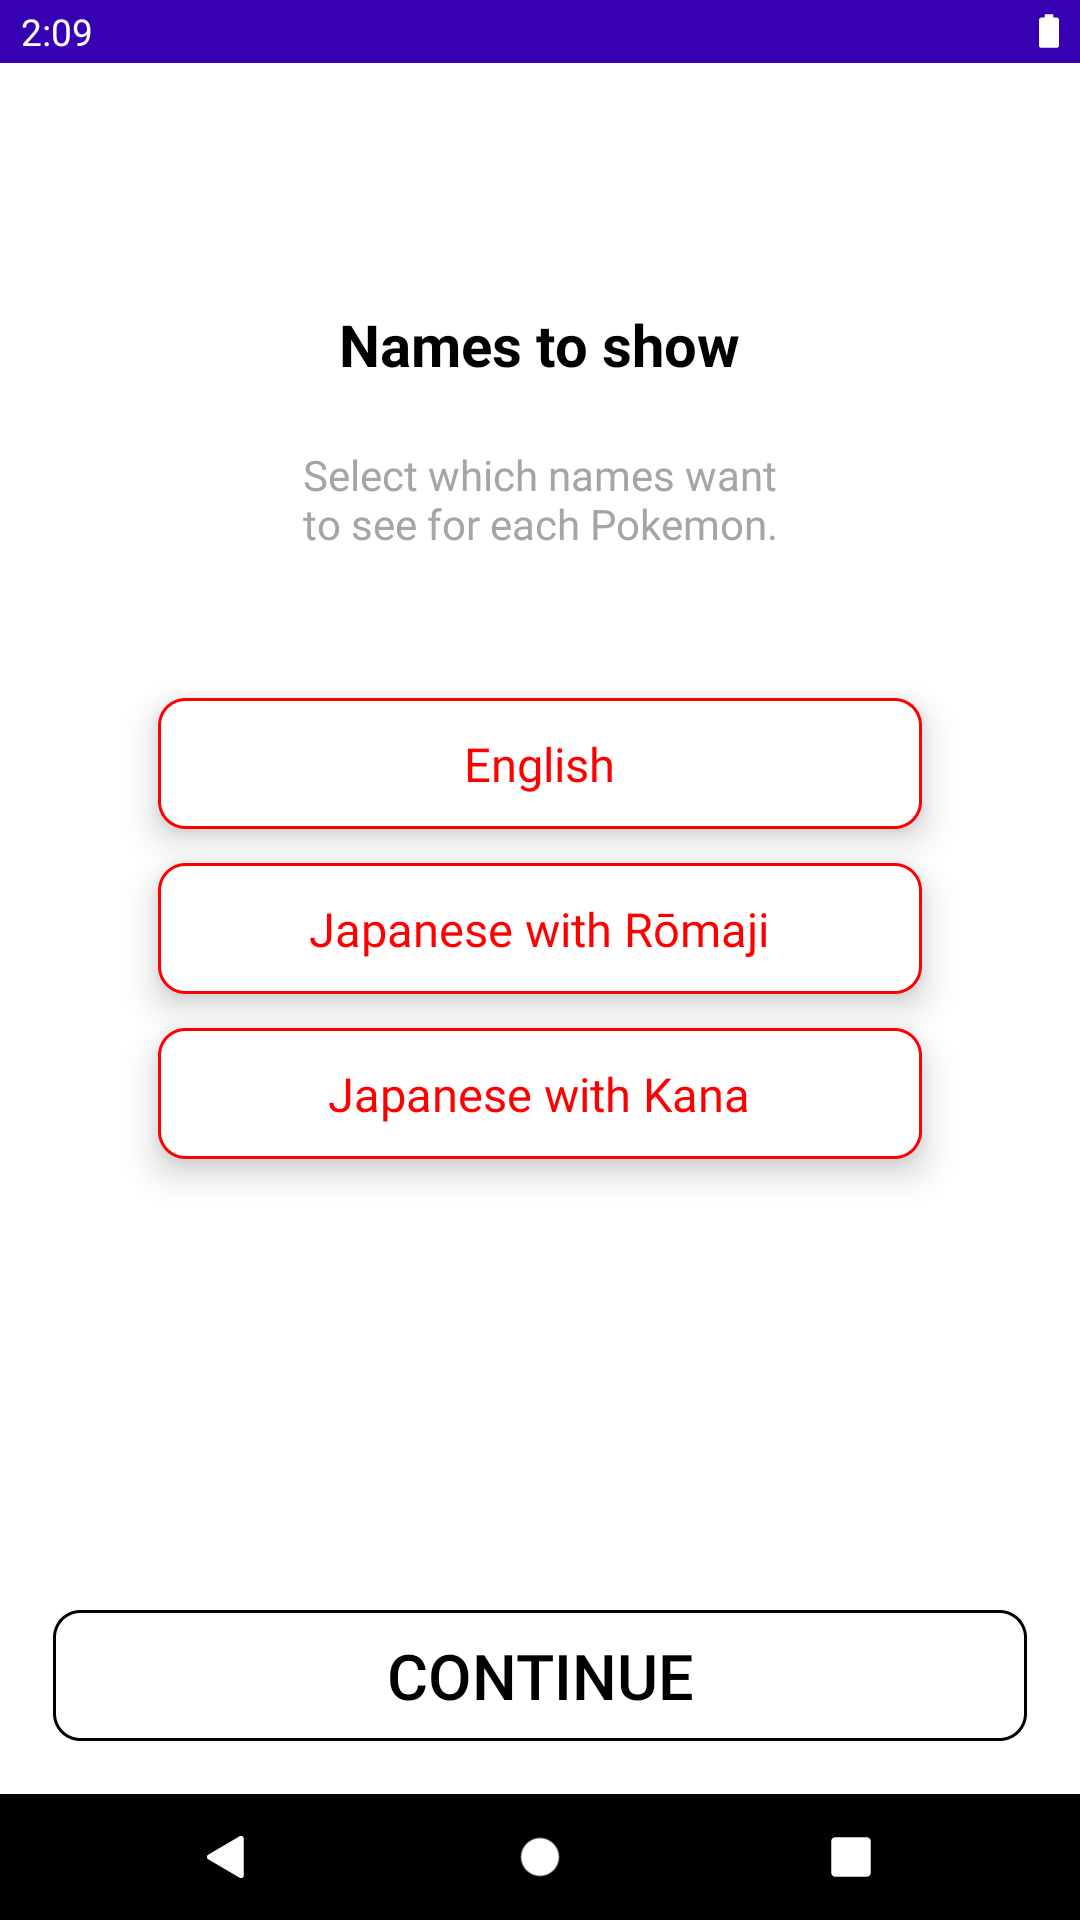 2:09
Names to show
Select which names want
to see for each Pokemon.
English
Japanese with Rōmaji
Japanese with Kana
CONTINUE